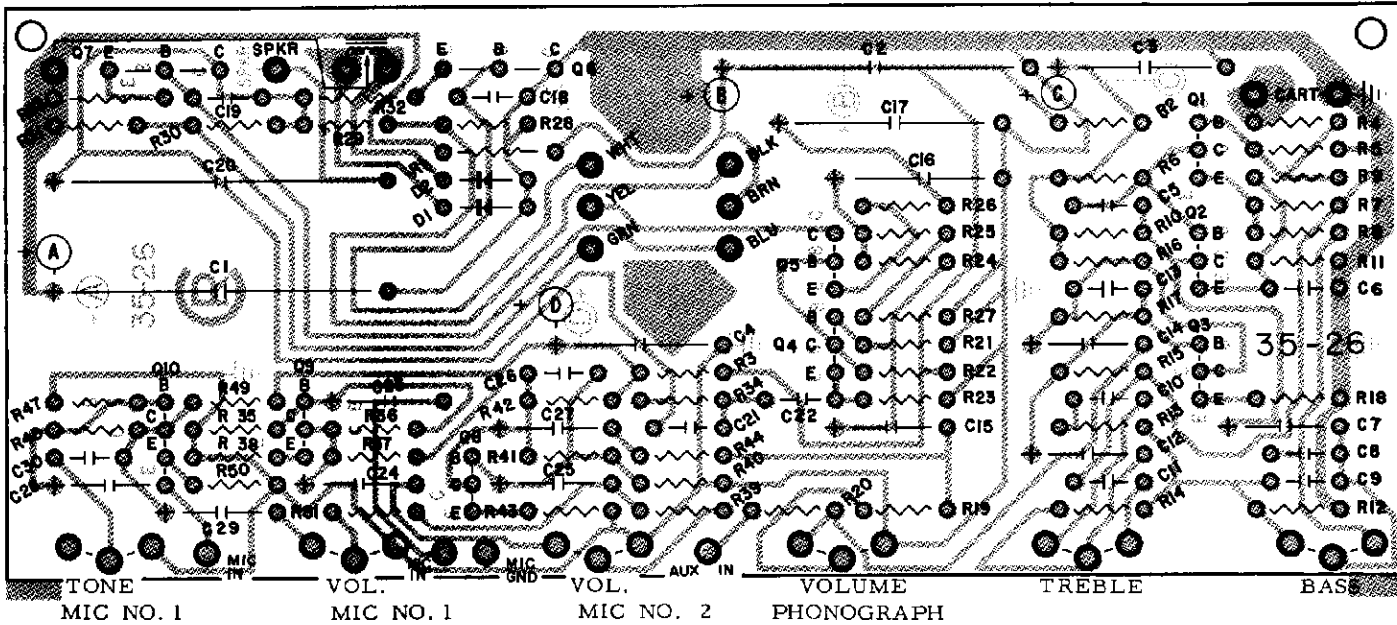 Q7 E B C SPKR E B C Q6 C2 C3
C19 R32 C18 B C CART
R30 R29 R28 C17 R2 Q1 B R4
WHT BLK C16 R6 C R5
C20 D2 E
D1 YEL BRN R26 C5 R7
GRN BLU C R25 R10 Q2 B
A Q5 B R24 R16 C R11
35-26 C1 E C13 E C6
D B R27 R17
C4 Q4 C R21 C14 Q3 B 35-26
Q10 Q9 C26 R3 E R22 R15 C
R47 B R49 B R42 R34 C22 R23 C10 E R18
C R 35 R36 C27 C21 C15 R13 C7
E R 38 E R37 Q8 B R41 R44 C12 C8
C30 R50 C24 C25 R40 C11 C9
C29 E R43 R39 R20 R19 R14 R12
MIC IN MIC IN MIC GND AUX IN
TONE VOL. VOL. VOLUME TREBLE BASS
MIC NO. 1 MIC NO. 1 MIC NO. 2 PHONOGRAPH